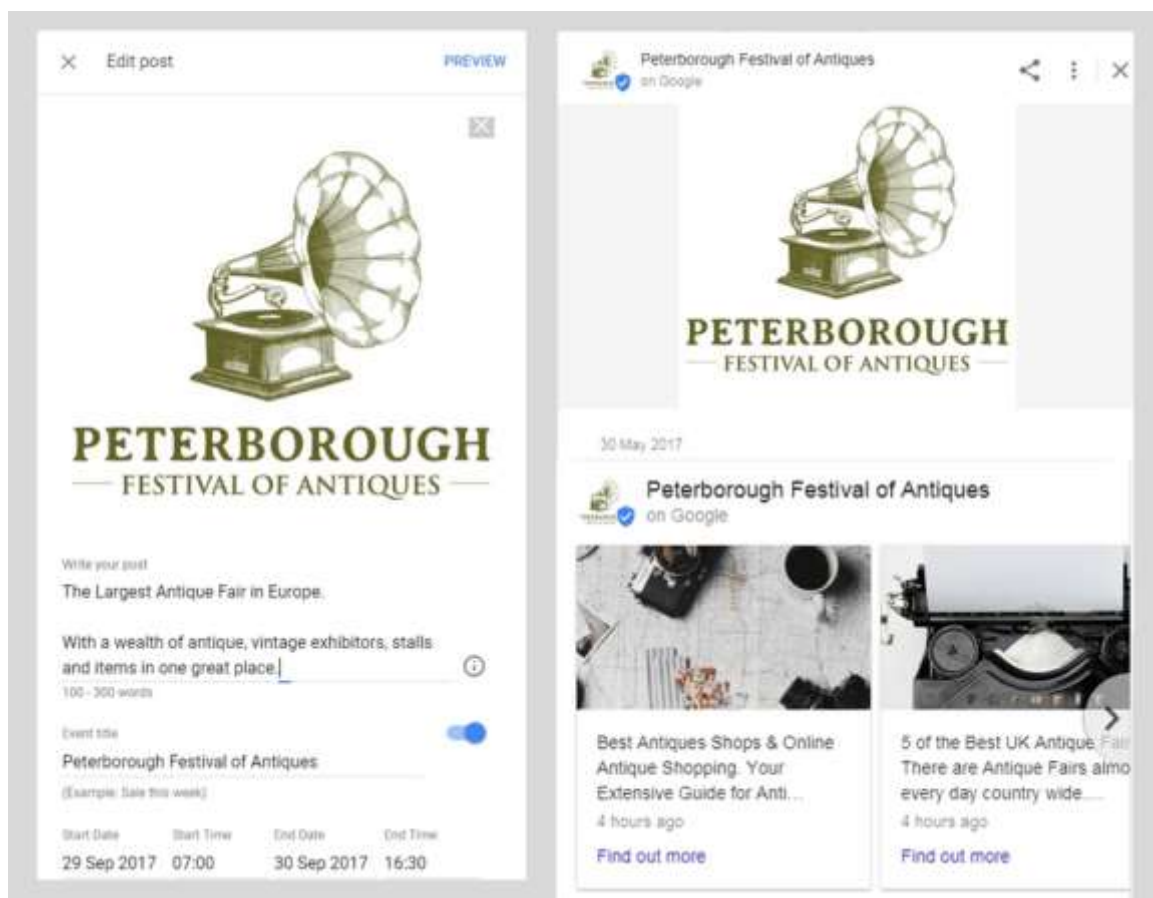 Edit post
PREVIEW
PETERBOROUGH
FESTIVAL OF ANTIQUES
Write your post
The Largest Antique Fair in Europe.
With a wealth of antique, vintage exhibitors, stalls
and items in one great place.
100 - 300 words
Event title
Peterborough Festival of Antiques
(Example: Sale this week)
Start Date Start Time End Date End Time
29 Sep 2017 07:00 30 Sep 2017 16:30
Peterborough Festival of Antiques
on Google
PETERBOROUGH
FESTIVAL OF ANTIQUES
30 May 2017
Peterborough Festival of Antiques
on Google
Best Antiques Shops & Online
Antique Shopping. Your
Extensive Guide for Anti...
4 hours ago
Find out more
5 of the Best UK Antique Fai
There are Antique Fairs almo
every day country wide....
4 hours ago
Find out more